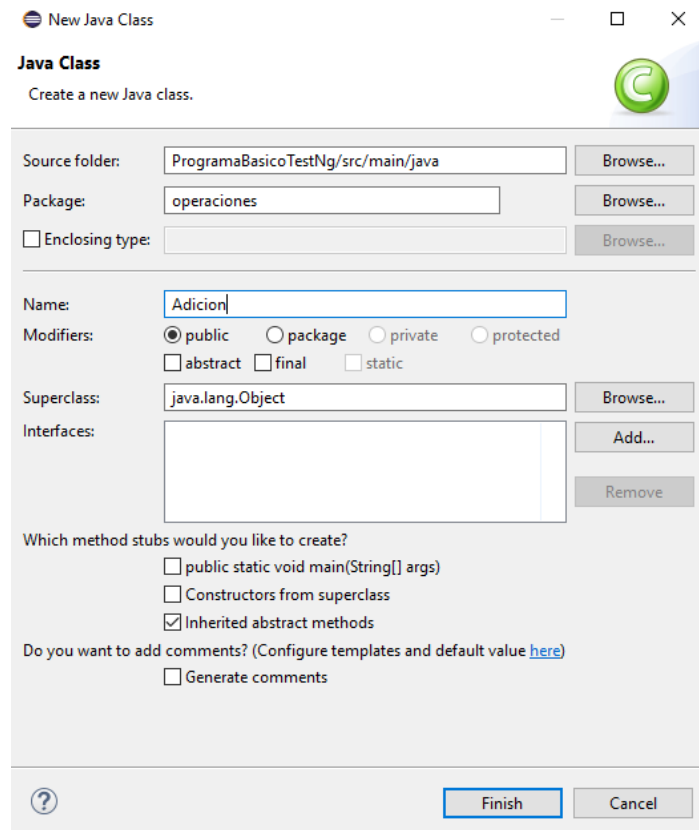 New Java Class
Java Class
Create a new Java class.
Source folder: ProgramaBasicoTestNg/src/main/java Browse...
Package: operaciones Browse...
Enclosing type: Browse...
Name: Adicion
Modifiers: public package private protected
abstract final static
Superclass: java.lang.Object Browse...
Interfaces: Add...
Remove
Which method stubs would you like to create?
public static void main(String[] args)
Constructors from superclass
Inherited abstract methods
Do you want to add comments? (Configure templates and default value here)
Generate comments
? Finish Cancel